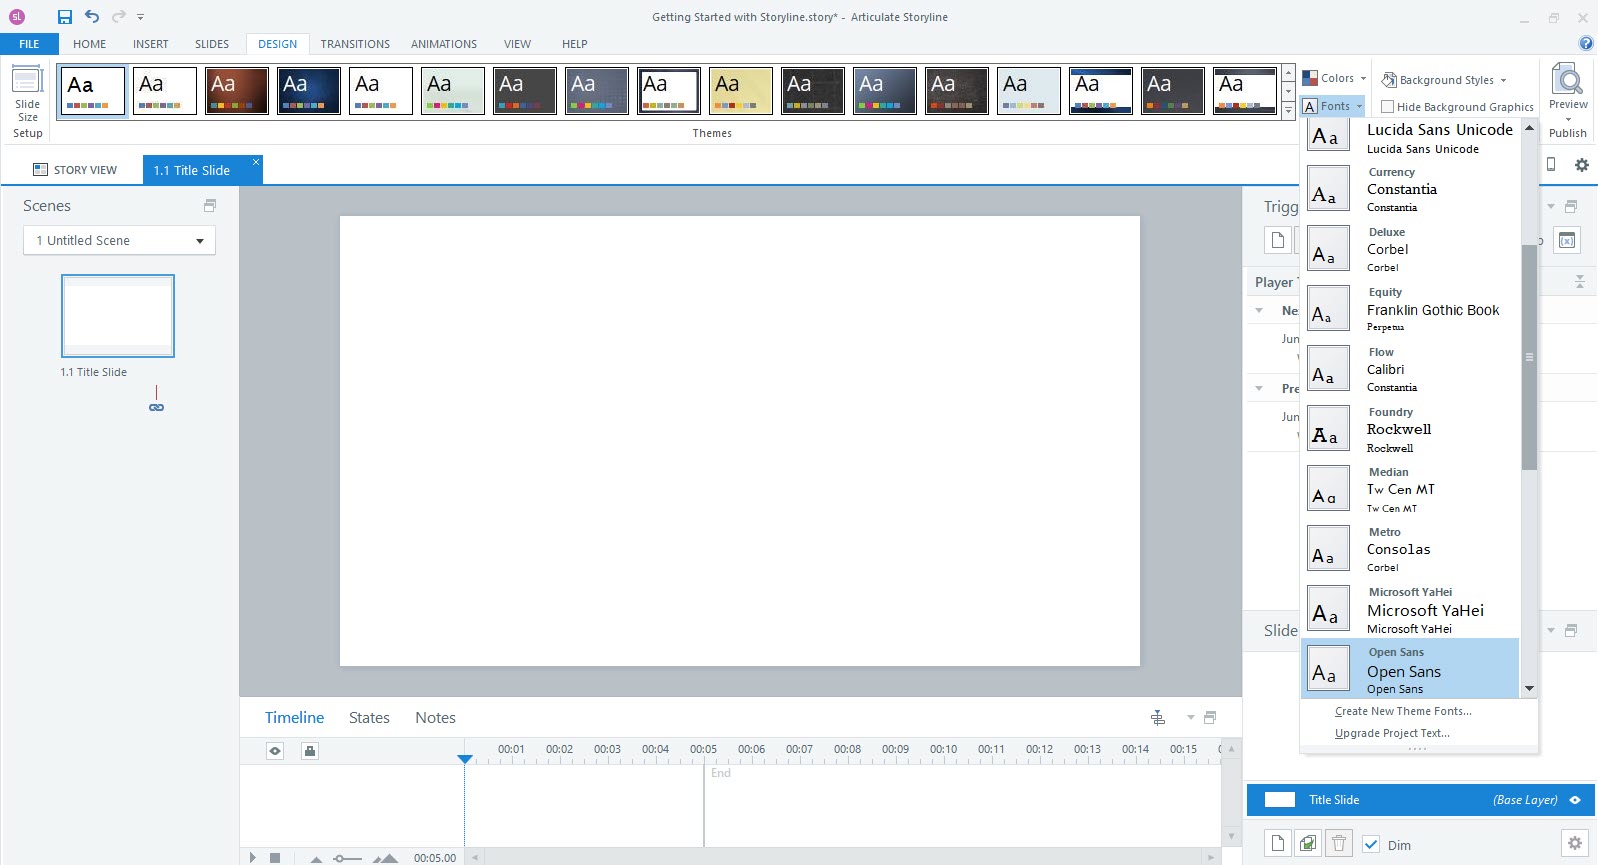 sl
Getting Started with Storyline.story* - Articulate Storyline
FILE HOME INSERT SLIDES DESIGN TRANSITIONS ANIMATIONS VIEW HELP
Aa Aa Aa Aa Aa Aa Aa Aa Aa Aa Aa Aa Aa Aa Aa Aa Aa
Colors
Background Styles
Slide
Size
A Fonts
Hide Background Graphics
Preview
Setup
Themes
Publish
STORY VIEW
1.1 Title Slide
Scenes
1 Untitled Scene
1.1 Title Slide
Trigg
Player
Ne
Jun
Pre
Jun
Aa
Lucida Sans Unicode
Lucida Sans Unicode
Currency
Aa
Constantia
Constantia
Deluxe
Aa
Corbel
Corbel
Equity
Aa
Franklin Gothic Book
Perpetua
Flow
Aa
Calibri
Constantia
Foundry
Aa
Rockwell
Rockwell
Median
Aa
Tw Cen MT
Tw Cen MT
Metro
Aa
Consolas
Corbel
Microsoft YaHei
Aa
Microsoft YaHei
Microsoft YaHei
Open Sans
Aa
Open Sans
Open Sans
Create New Theme Fonts...
Upgrade Project Text...
Slide
Timeline States Notes
00:01 00:02 00:03 00:04 00:05 00:06 00:07 00:08 00:09 00:10 00:11 00:12 00:13 00:14 00:15
End
00:05.00
Title Slide (Base Layer)
Dim